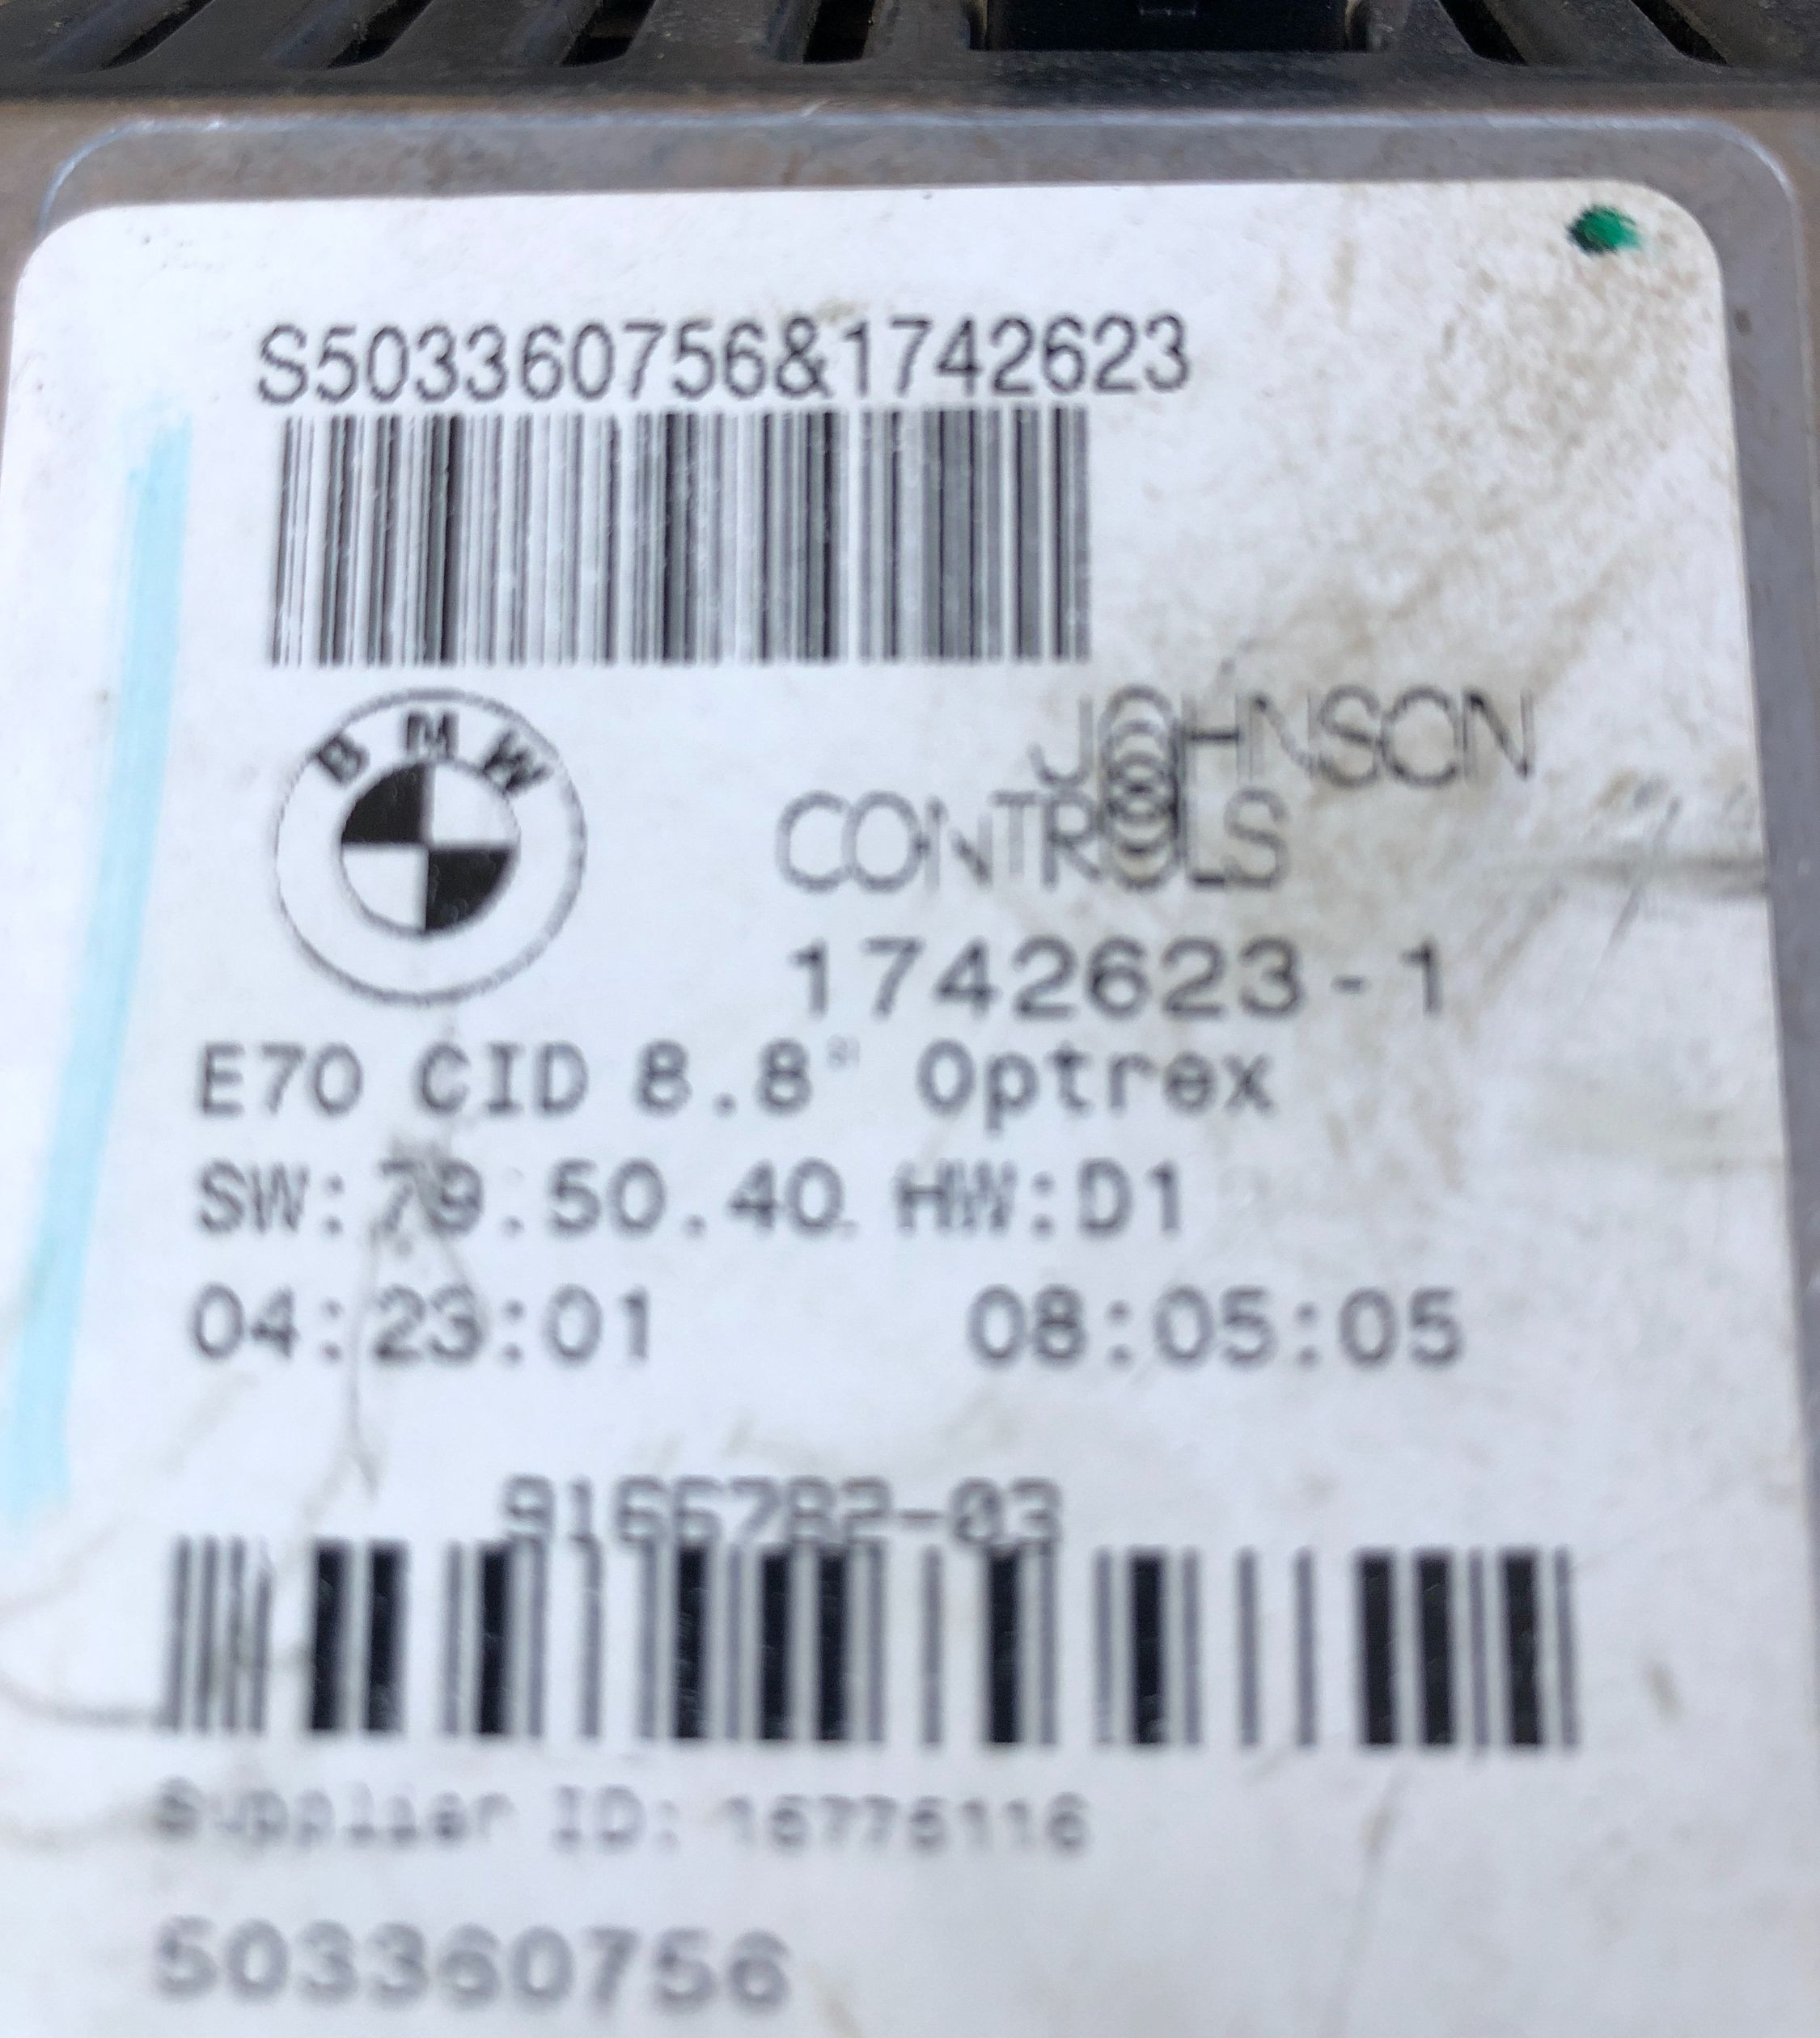 S503360756&1742623
BMW
JOHNSON
CONTROLS
1742623-1
E70 CID 8.8" Optrex
SW:79.50.40 HW:D1
04:23:01 08:05:05
9166782-03
Supplier ID: 16776116
503360756